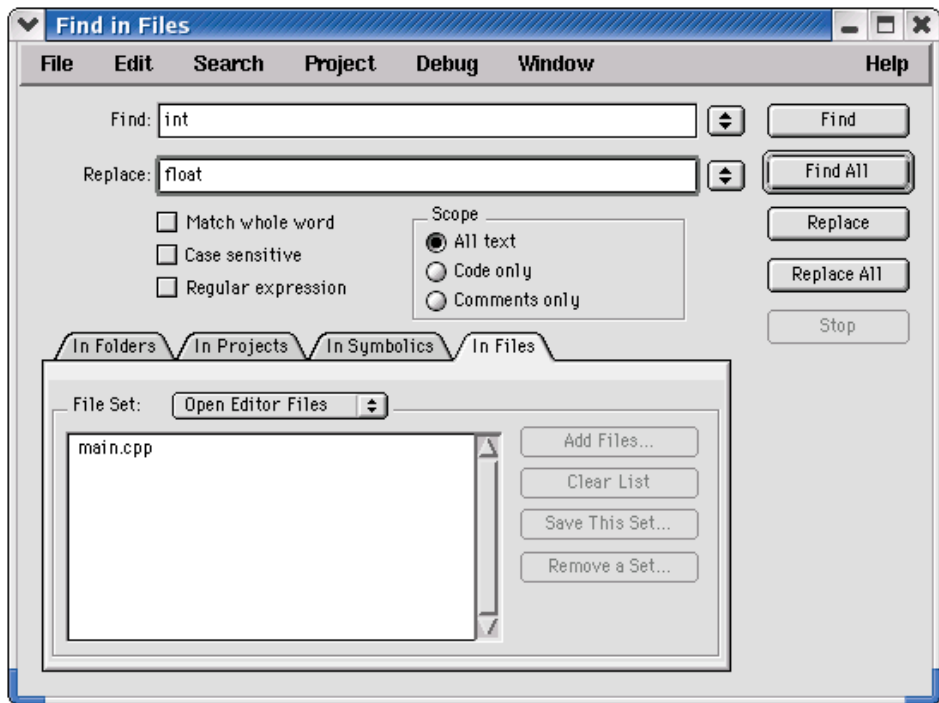 Find in Files
File Edit Search Project Debug Window Help
Find: int Find
Replace: float Find All
Match whole word
Case sensitive
Regular expression
Scope
All text
Code only
Comments only
Replace
Replace All
Stop
In Folders In Projects In Symbolics In Files
File Set: Open Editor Files
main.cpp
Add Files...
Clear List
Save This Set...
Remove a Set...